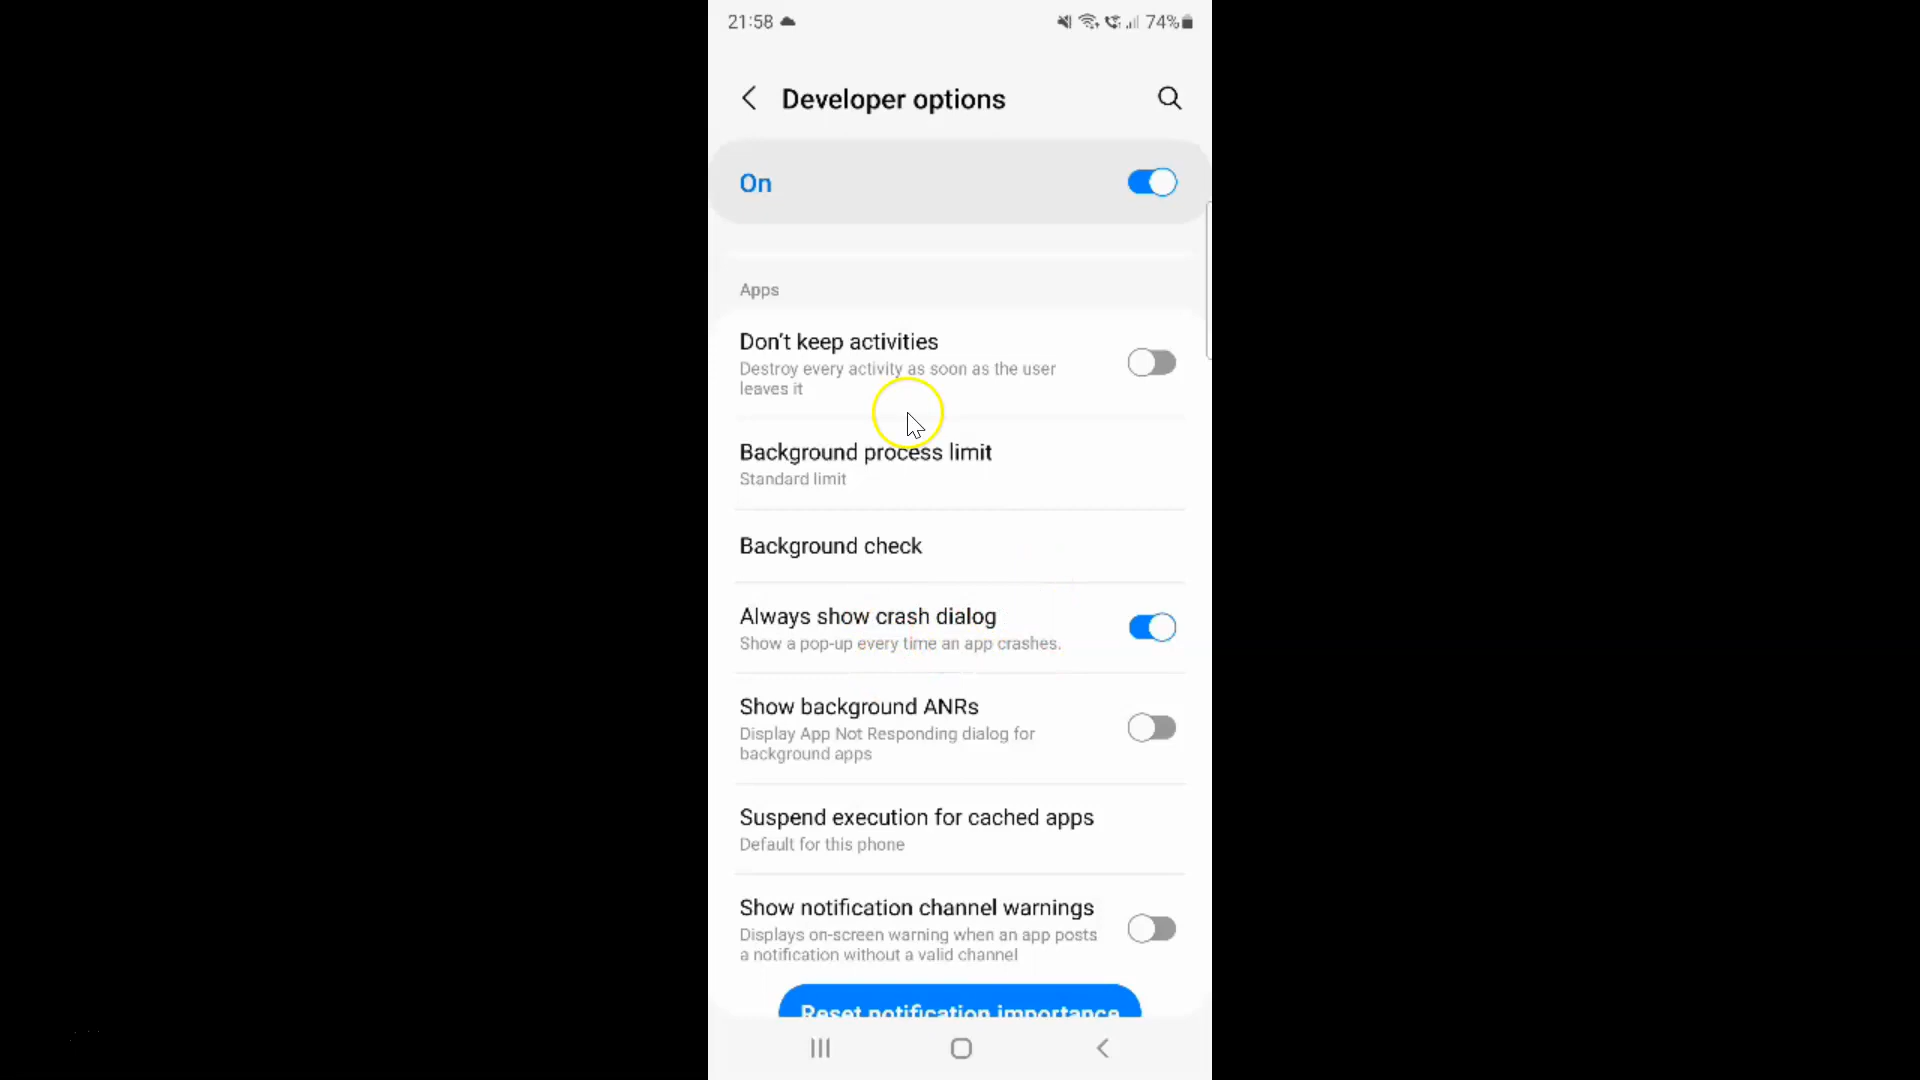 21:58
74%
Developer options
On
Apps
Don't keep activities
Destroy every activity as soon as the user
leaves it
Background process limit
Standard limit
Background check
Always show crash dialog
Show a pop-up every time an app crashes.
Show background ANRs
Display App Not Responding dialog for
background apps
Suspend execution for cached apps
Default for this phone
Show notification channel warnings
Displays on-screen warning when an app posts
a notification without a valid channel
Reset notification importance